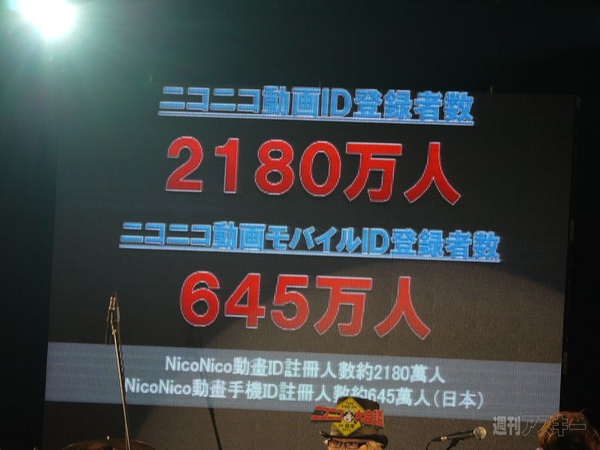 ニコニコ動画ID登録者数
2180万人
ニコニコ動画モバイルID登録者数
645万人
NicoNico動畫ID註冊人數約2180萬人
NicoNico動畫手機ID註冊人數約645萬人(日本)
週刊アスキー